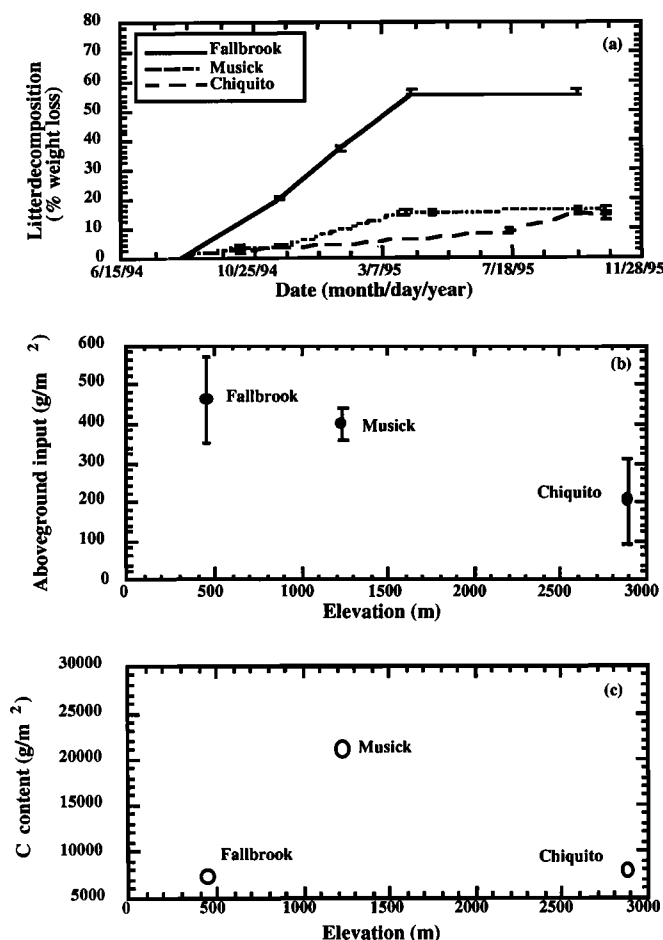 80
70
60
50
40
30
20
10
0
Litterdecomposition
(% weight loss)
Fallbrook
Musick
Chiquito
(a)
6/15/94 10/25/94 3/7/95 7/18/95 11/28/95
Date (month/day/year)
600
500
400
300
200
100
0
Aboveground input (g/m 2)
(b)
Fallbrook
Musick
Chiquito
0 500 1000 1500 2000 2500 3000
Elevation (m)
30000
25000
20000
15000
10000
5000
C content (g/m 2)
(c)
Musick
Fallbrook
Chiquito
0 500 1000 1500 2000 2500 3000
Elevation (m)